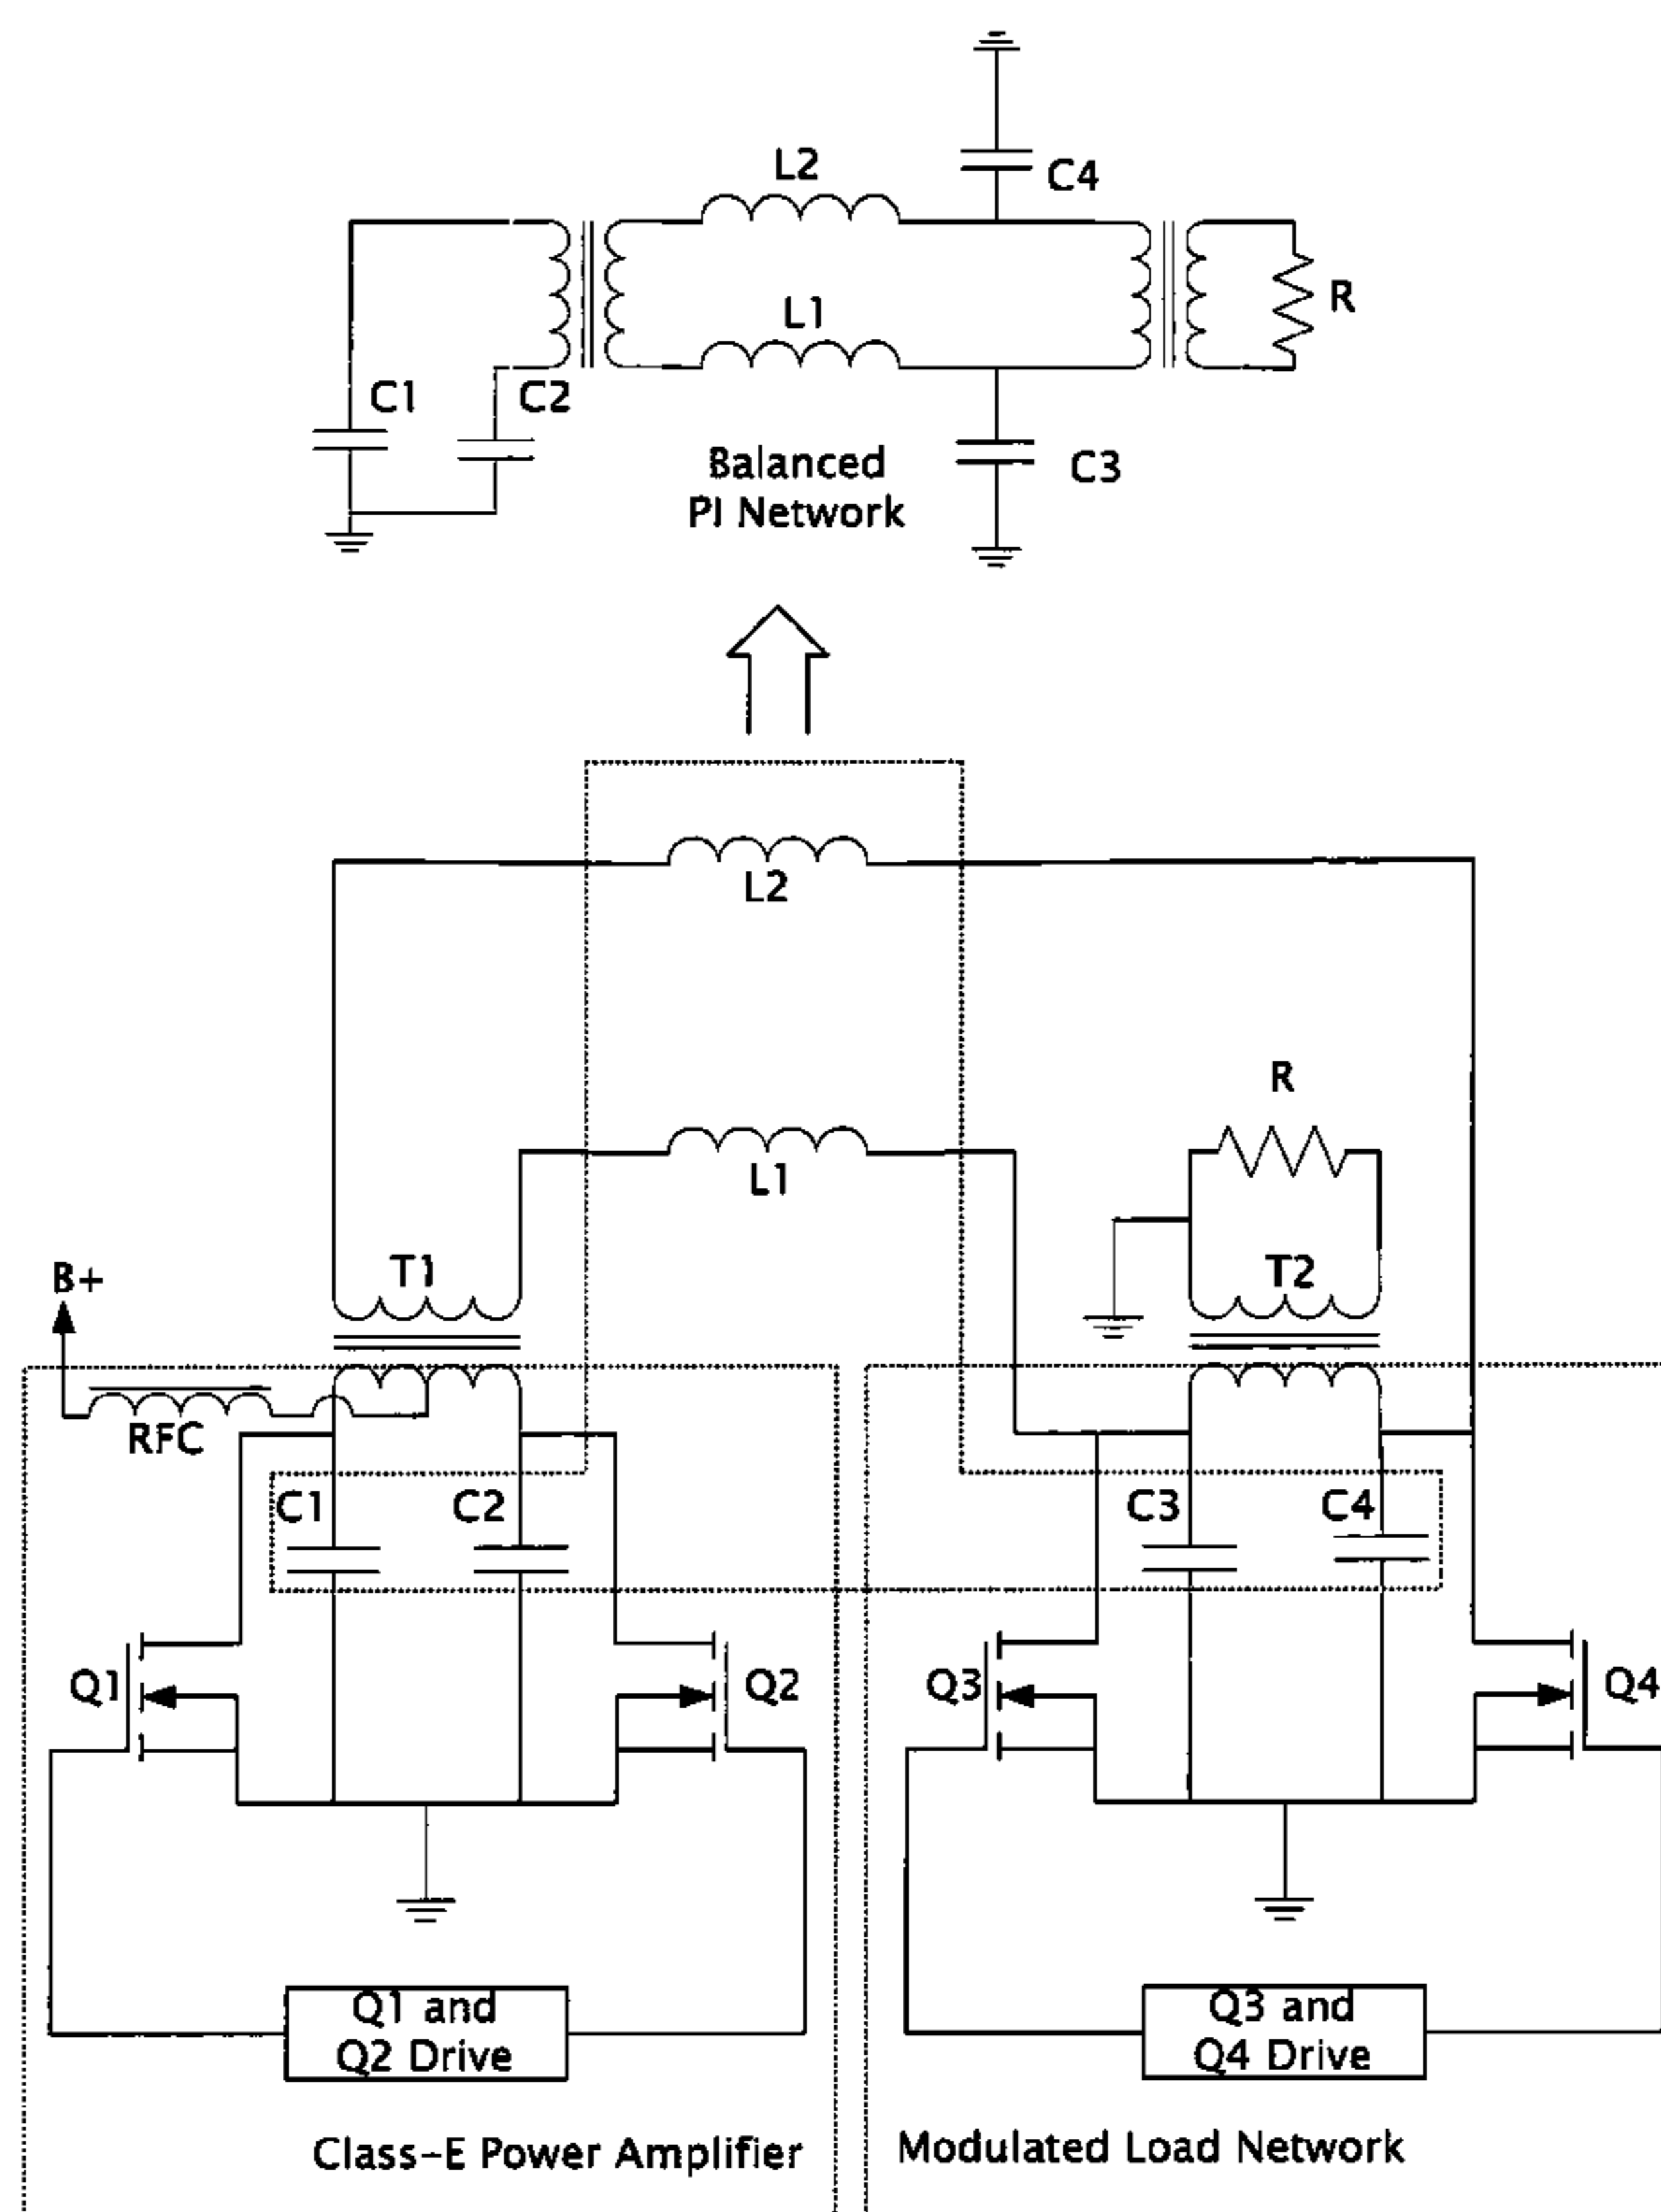 C4
L2
L1
R
C1
C2
Balanced
PI Network
C3
L2
L1
R
B+
T1
T2
RFC
C1
C2
C3
C4
Q1
Q2
Q3
Q4
Q1 and
Q2 Drive
Q3 and
Q4 Drive
Class-E Power Amplifier
Modulated Load Network